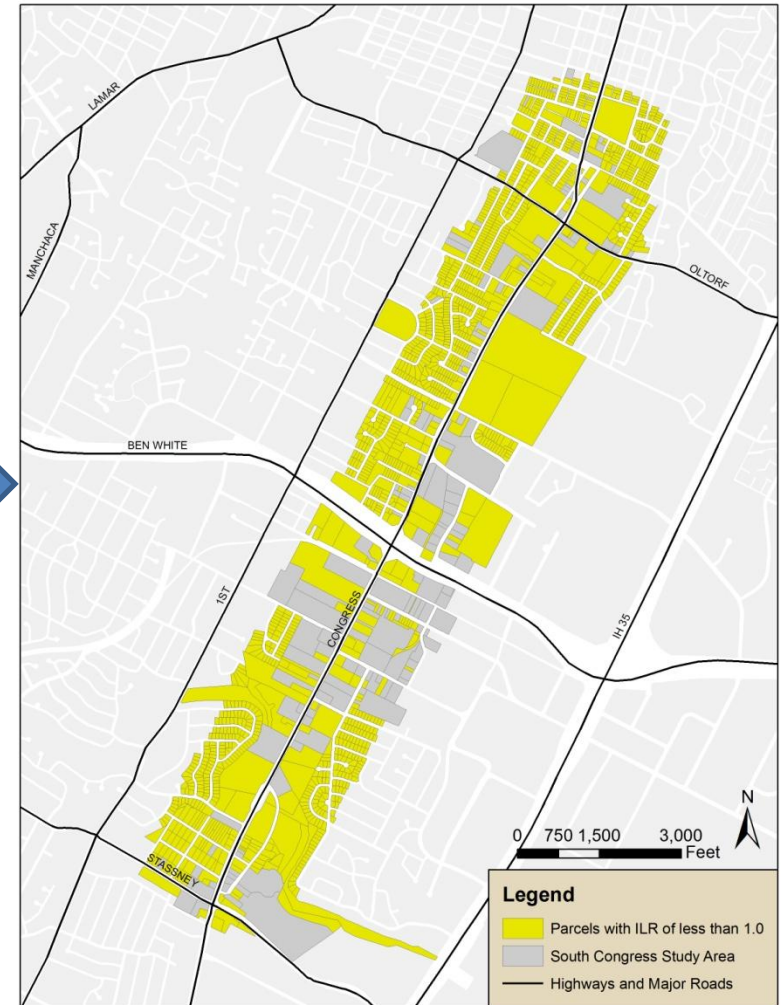 LAMAR
MANCHACA
OLTORF
BEN WHITE
1ST
CONGRESS
IH 35
STASSNEY
N
0 750 1,500 3,000
Feet
Legend
Parcels with ILR of less than 1.0
South Congress Study Area
Highways and Major Roads